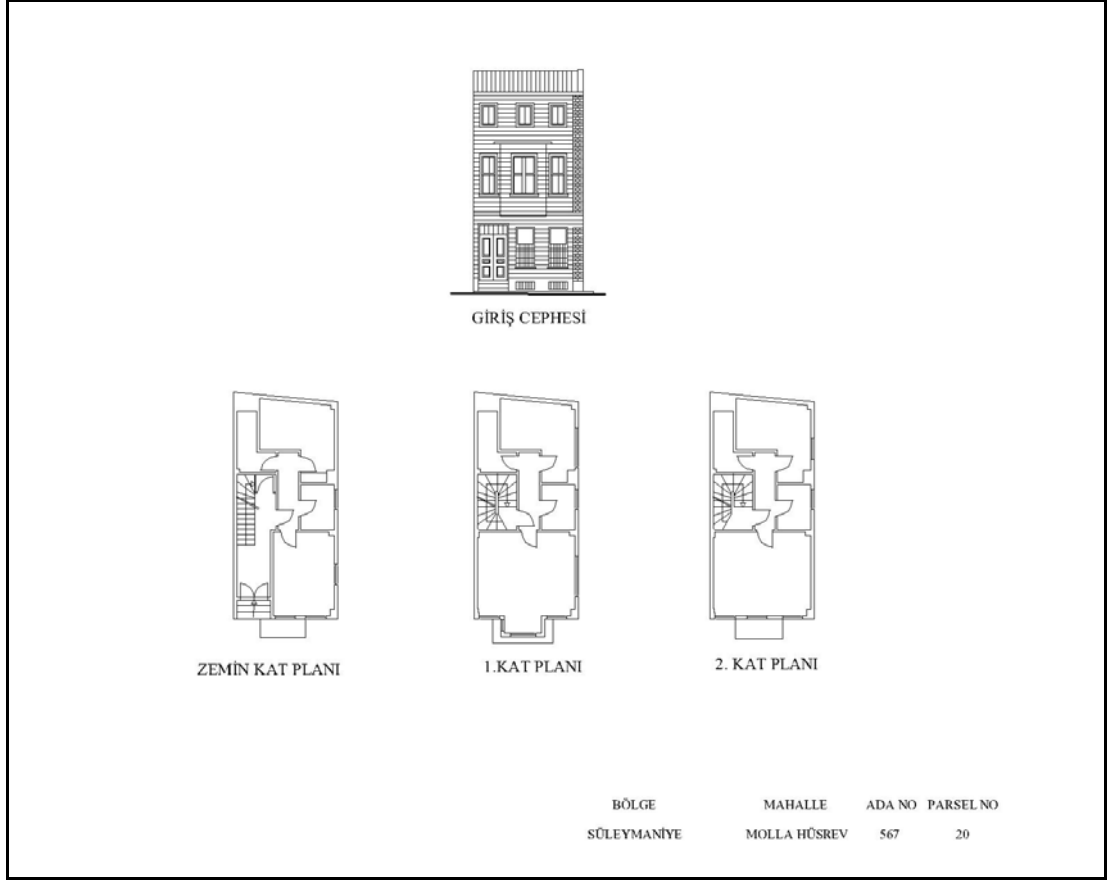 GİRİŞ CEPHESİ
ZEMİN KAT PLANI
1.KAT PLANI
2. KAT PLANI
BÖLGE MAHALLE ADA NO PARSEL NO
SÜLEYMANİYE MOLLA HÜSREV 567 20